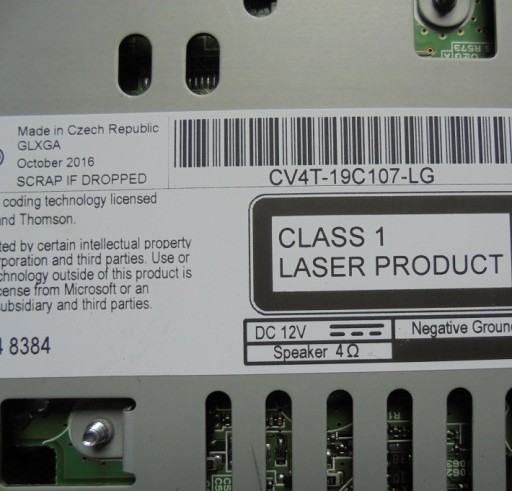 Made in Czech Republic
GLXGA
October 2016
SCRAP IF DROPPED
CV4T-19C107-LG
coding technology licensed
and Thomson.
ted by certain intellectual property
rporation and third parties. Use or
chnology outside of this product is
cense from Microsoft or an
ubsidiary and third parties.
8384
CLASS 1
LASER PRODUCT
DC 12V
Negative Groun
Speaker 4Ω
R573